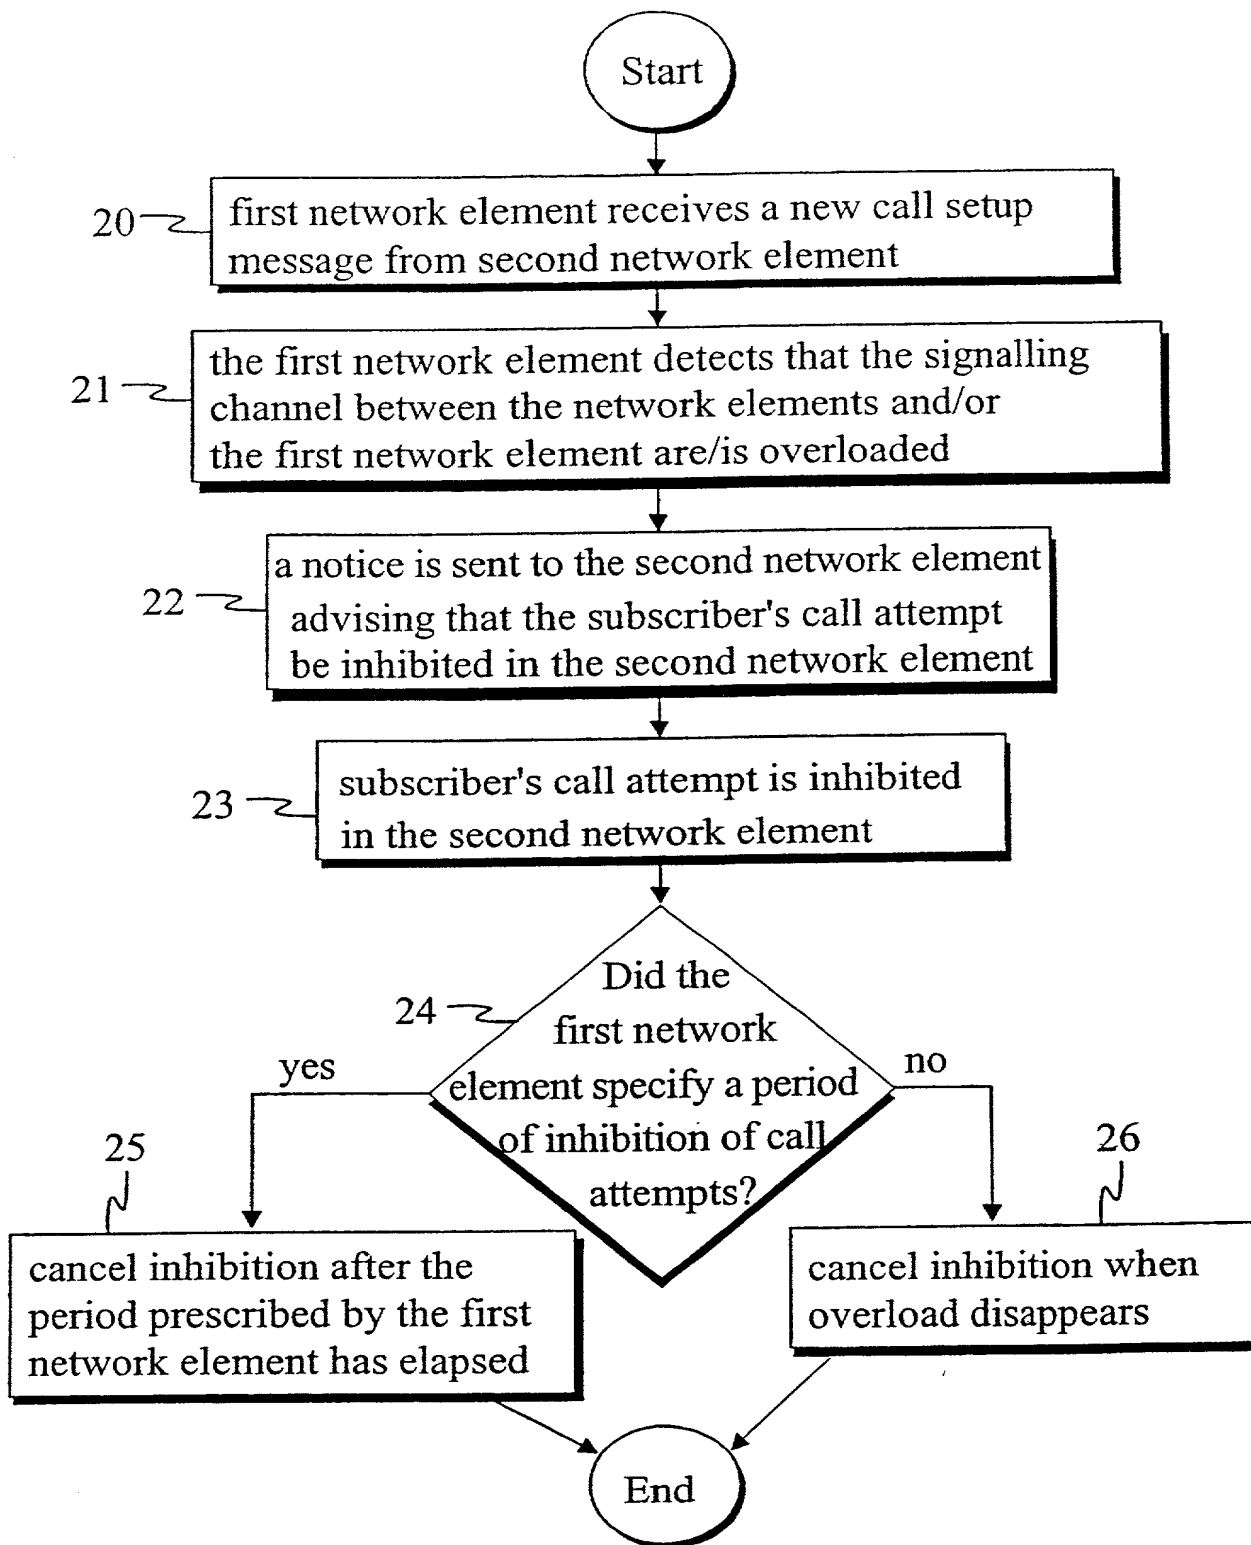 Start
20
first network element receives a new call setup
message from second network element
21
the first network element detects that the signalling
channel between the network elements and/or
the first network element are/is overloaded
22
a notice is sent to the second network element
advising that the subscriber's call attempt
be inhibited in the second network element
23
subscriber's call attempt is inhibited
in the second network element
24
Did the
first network
element specify a period
of inhibition of call
attempts?
yes
no
25
cancel inhibition after the
period prescribed by the first
network element has elapsed
26
cancel inhibition when
overload disappears
End